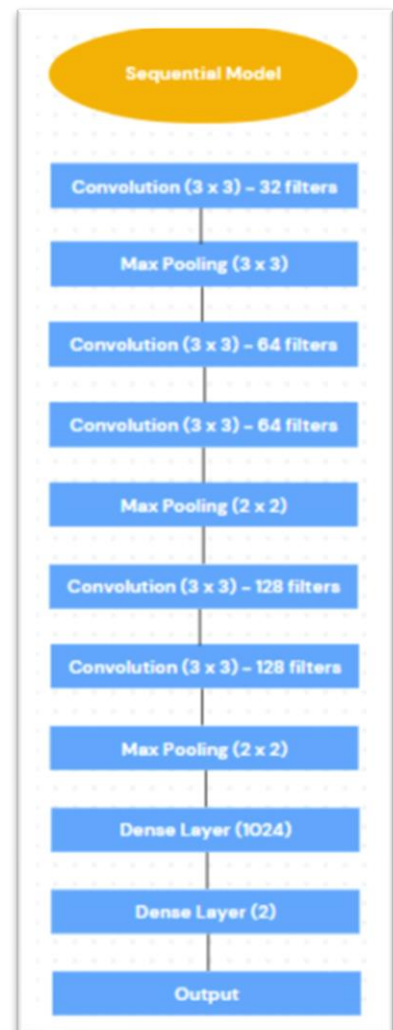 Sequential Model
Convolution (3 x 3) - 32 filters
Max Pooling (3 x 3)
Convolution (3 x 3) - 64 filters
Convolution (3 x 3) - 64 filters
Max Pooling (2 x 2)
Convolution (3 x 3) - 128 filters
Convolution (3 x 3) - 128 filters
Max Pooling (2 x 2)
Dense Layer (1024)
Dense Layer (2)
Output